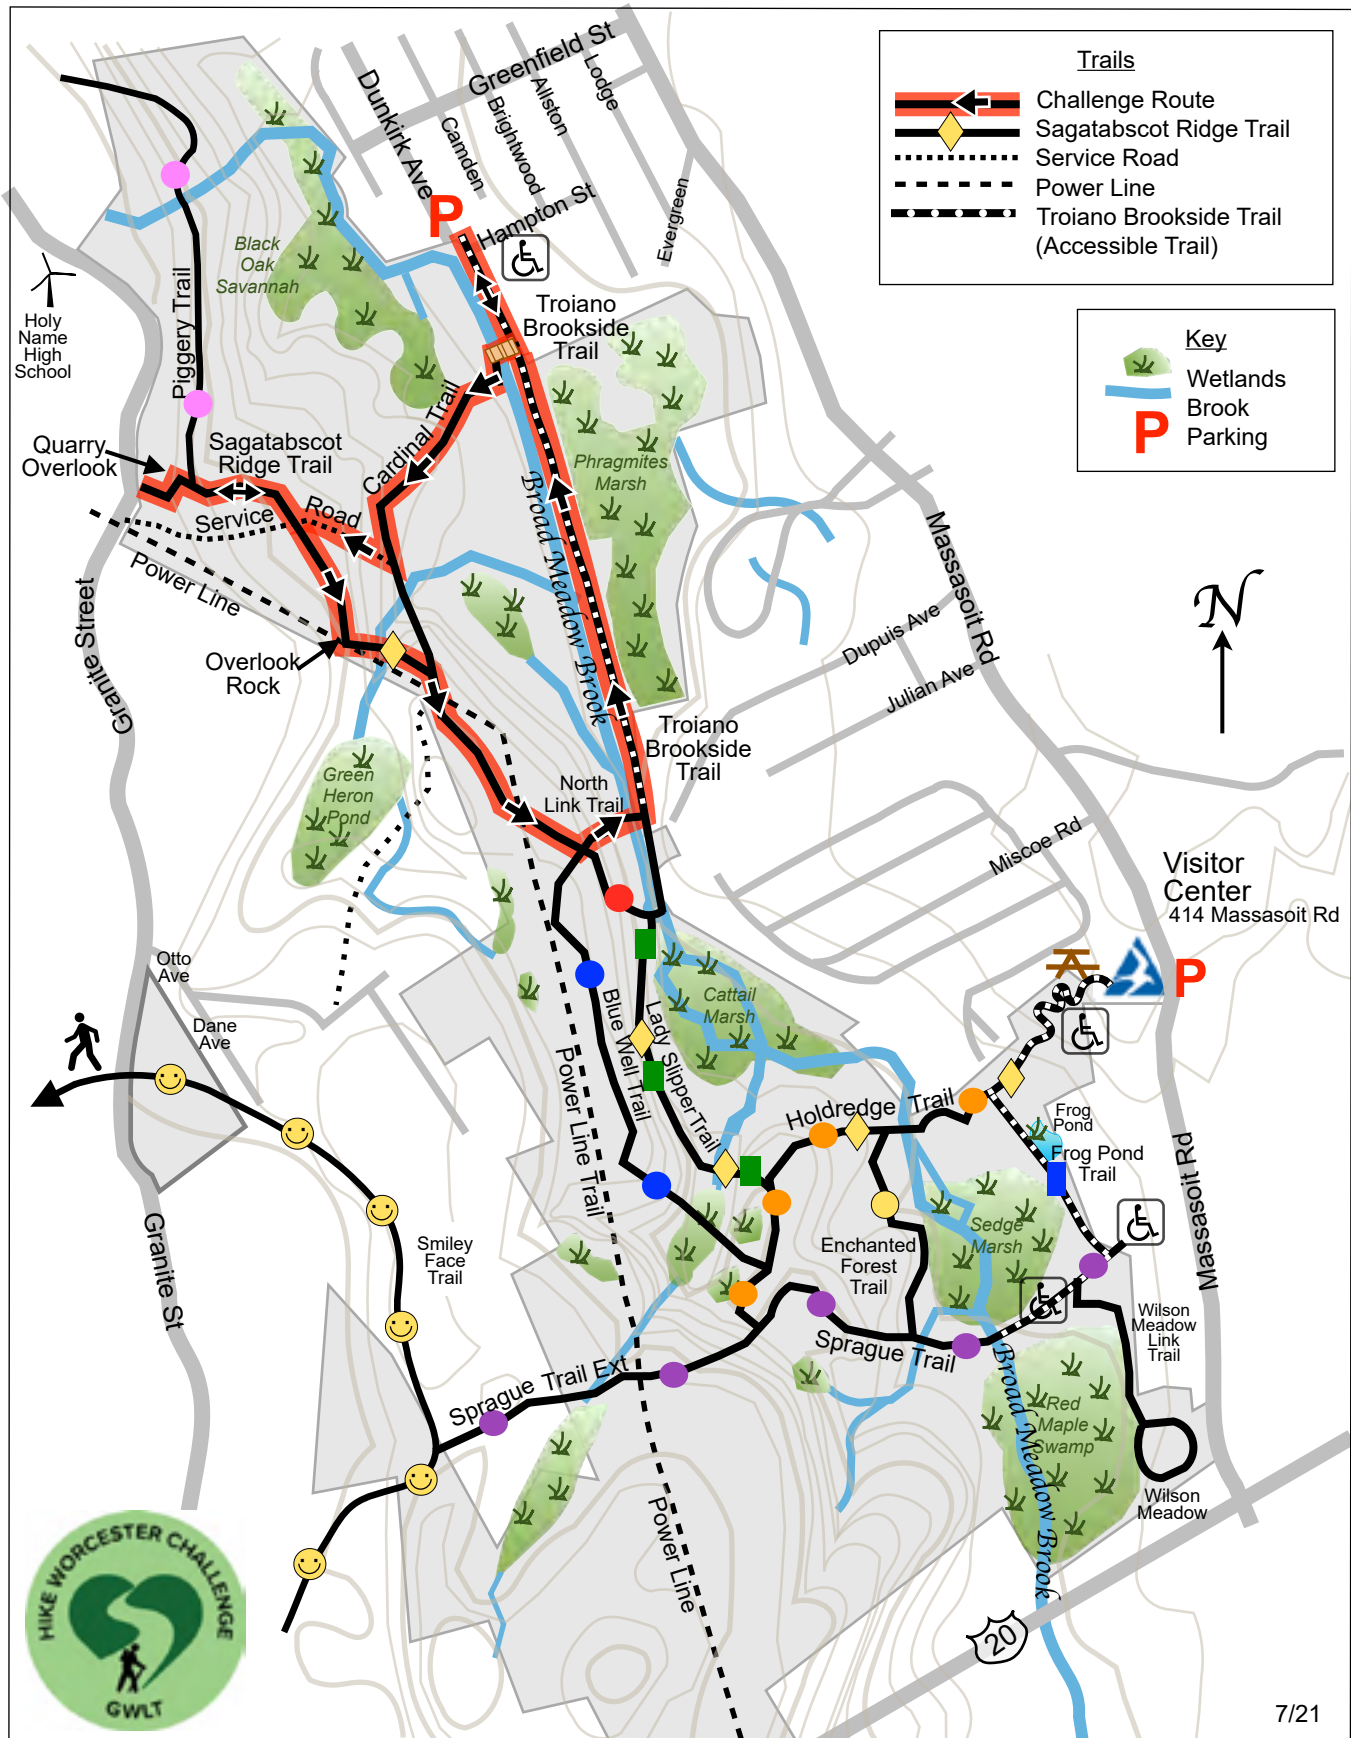 Greenfield St
Dunkirk Ave
Camden
Brightwood
Allston
Lodge
Evergreen
Hampton St
P
Trails
Challenge Route
Sagatabscot Ridge Trail
Service Road
Power Line
Troiano Brookside Trail
(Accessible Trail)
Key
Wetlands
Brook
P
Parking
Black
Oak
Savannah
Holy
Name
High
School
Piggery Trail
Troiano
Brookside
Trail
Cardinal Trail
Phragmites
Marsh
Quarry
Overlook
Sagatabscot
Ridge Trail
Service
Road
Power Line
Broad Meadow Brook
Massasoit Rd
N
Granite Street
Overlook
Rock
Dupuis Ave
Julian Ave
Troiano
Brookside
Trail
Green
Heron
Pond
North
Link Trail
Miscoe Rd
Visitor
Center
414 Massasoit Rd
P
Otto
Ave
Dane
Ave
Cattail
Marsh
Blue Well Trail
Lady Slipper Trail
Power Line Trail
Holdredge Trail
Frog
Pond
Frog Pond
Trail
Massasoit Rd
Granite St
Smiley
Face
Trail
Enchanted
Forest
Trail
Sedge
Marsh
Sprague Trail
Wilson
Meadow
Link
Trail
Sprague Trail Ext
Broad Meadow Brook
Red
Maple
Swamp
Wilson
Meadow
Power Line
20
HIKE WORCESTER CHALLENGE
GWLT
7/21